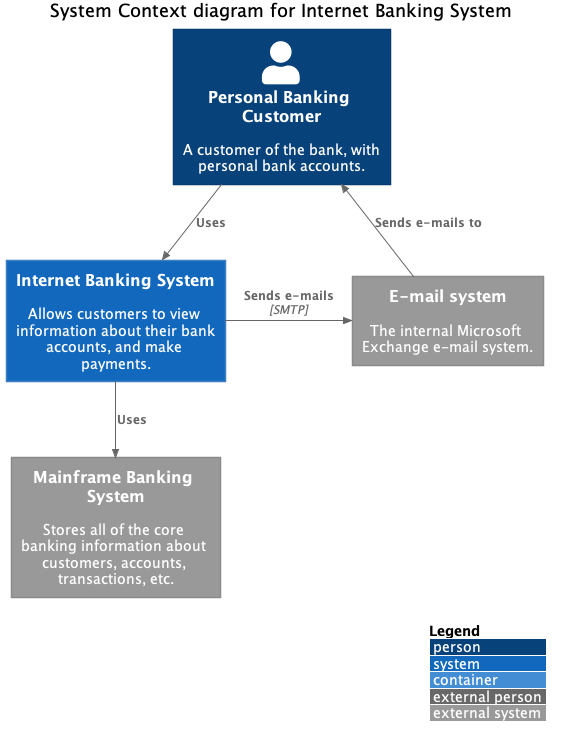 System Context diagram for Internet Banking System
Personal Banking
Customer
A customer of the bank, with
personal bank accounts.
Uses
Sends e-mails to
Internet Banking System
Allows customers to view
information about their bank
accounts, and make
payments.
Sends e-mails
[SMTP]
E-mail system
The internal Microsoft
Exchange e-mail system.
Uses
Mainframe Banking
System
Stores all of the core
banking information about
customers, accounts,
transactions, etc.
Legend
person
system
container
external person
external system